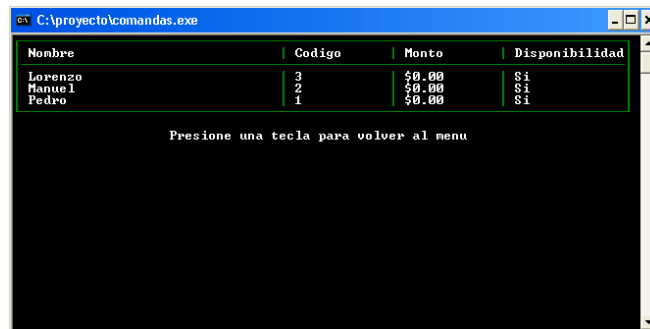 C:\proyecto\comandas.exe
Nombre Codigo Monto Disponibilidad
Lorenzo 3 $0.00 Si
Manuel 2 $0.00 Si
Pedro 1 $0.00 Si
Presione una tecla para volver al menu